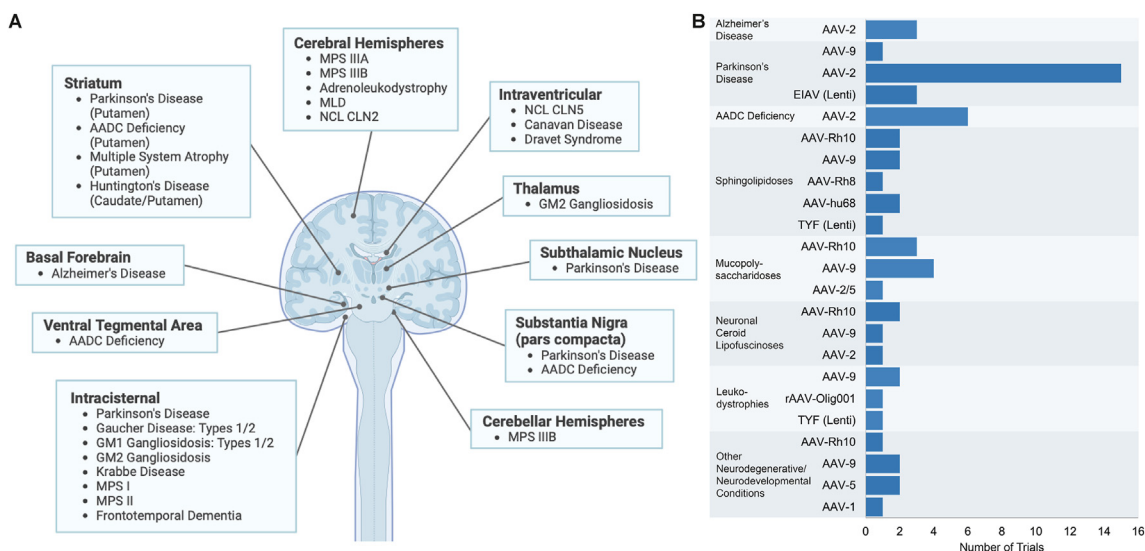 A
Cerebral Hemispheres
• MPS IIIA
• MPS IIIB
• Adrenoleukodystrophy
• MLD
• NCL CLN2
Striatum
• Parkinson's Disease
(Putamen)
• AADC Deficiency
(Putamen)
• Multiple System Atrophy
(Putamen)
• Huntington's Disease
(Caudate/Putamen)
Intraventricular
• NCL CLN5
• Canavan Disease
• Dravet Syndrome
Thalamus
• GM2 Gangliosidosis
Basal Forebrain
• Alzheimer's Disease
Subthalamic Nucleus
• Parkinson's Disease
Ventral Tegmental Area
• AADC Deficiency
Substantia Nigra
(pars compacta)
• Parkinson's Disease
• AADC Deficiency
Intracisternal
• Parkinson's Disease
• Gaucher Disease: Types 1/2
• GM1 Gangliosidosis: Types 1/2
• GM2 Gangliosidosis
• Krabbe Disease
• MPS I
• MPS II
• Frontotemporal Dementia
Cerebellar Hemispheres
• MPS IIIB
B
Alzheimer's
Disease
AAV-2
Parkinson's
Disease
AAV-9
AAV-2
EIAV (Lenti)
AADC Deficiency
AAV-2
Sphingolipidoses
AAV-Rh10
AAV-9
AAV-Rh8
AAV-hu68
TYF (Lenti)
Mucopoly-
saccharidoses
AAV-Rh10
AAV-9
AAV-2/5
Neuronal
Ceroid
Lipofuscinoses
AAV-Rh10
AAV-9
AAV-2
Leuko-
dystrophies
AAV-9
rAAV-Olig001
TYF (Lenti)
Other
Neurodegenerative/
Neurodevelopmental
Conditions
AAV-Rh10
AAV-9
AAV-5
AAV-1
0 2 4 6 8 10 12 14 16
Number of Trials